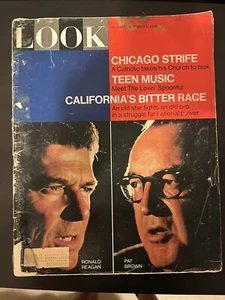 LOOK
CHICAGO STRIFE
A Catholic takes his Church to task
TEEN MUSIC
Meet The Lovin' Spoonful
CALIFORNIA'S BITTER RACE
An old star fights an old pro
in a struggle for national power
RONALD
REAGAN
PAT
BROWN